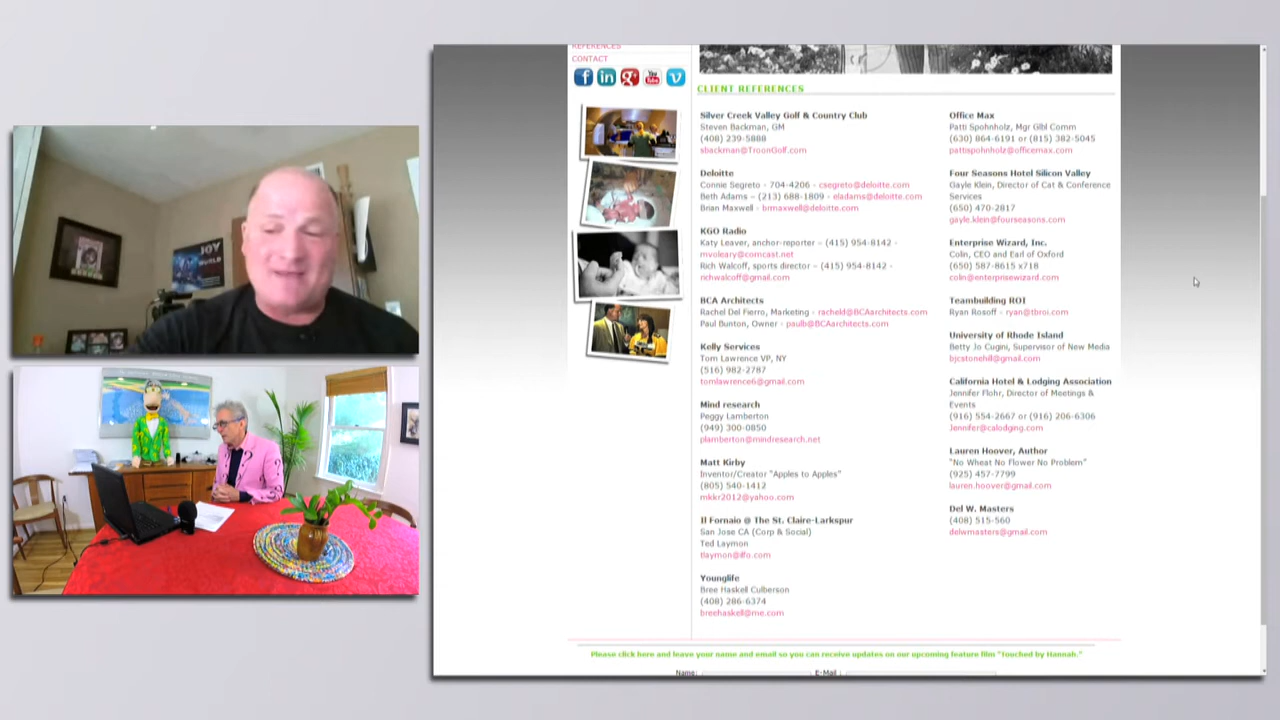 JOY
WORLD
REFERENCES
CONTACT
You
Tube
CLIENT REFERENCES
Silver Creek Valley Golf & Country Club
Steven Backman, GM
(408) 239-5888
sbackman@TroonGolf.com
Deloitte
Connie Segreto - 704-4206 - csegreto@deloitte.com
Beth Adams – (213) 688-1809 - eladams@deloitte.com
Brian Maxwell - brmaxwell@deloitte.com
KGO Radio
Katy Leaver, anchor-reporter – (415) 954-8142 -
mvoleary@comcast.net
Rich Walcoff, sports director – (415) 954-8142 -
richwalcoff@gmail.com
BCA Architects
Rachel Del Fierro, Marketing - racheld@BCAarchitects.com
Paul Bunton, Owner - paulb@BCAarchitects.com
Kelly Services
Tom Lawrence VP, NY
(516) 982-2787
tomlawrence6@gmail.com
Mind research
Peggy Lamberton
(949) 300-0850
plamberton@mindresearch.net
Matt Kirby
Inventor/Creator "Apples to Apples"
(805) 540-1412
mkkr2012@yahoo.com
Il Fornaio @ The St. Claire-Larkspur
San Jose CA (Corp & Social)
Ted Laymon
tlaymon@ilfo.com
Younglife
Bree Haskell Culberson
(408) 286-6374
breehaskell@me.com
Office Max
Patti Spohnholz, Mgr Glbl Comm
(630) 864-6191 or (815) 382-5045
pattispohnholz@officemax.com
Four Seasons Hotel Silicon Valley
Gayle Klein, Director of Cat & Conference
Services
(650) 470-2817
gayle.klein@fourseasons.com
Enterprise Wizard, Inc.
Colin, CEO and Earl of Oxford
(650) 587-8615 x718
colin@enterprisewizard.com
Teambuilding ROI
Ryan Rosoff - ryan@tbroi.com
University of Rhode Island
Betty Jo Cugini, Supervisor of New Media
bjcstonehill@gmail.com
California Hotel & Lodging Association
Jennifer Flohr, Director of Meetings &
Events
(916) 554-2667 or (916) 206-6306
Jennifer@calodging.com
Lauren Hoover, Author
"No Wheat No Flower No Problem"
(925) 457-7799
lauren.hoover@gmail.com
Del W. Masters
(408) 515-560
delwmasters@gmail.com
Please click here and leave your name and email so you can receive updates on our upcoming feature film "Touched by Hannah."
Name: E-Mail :